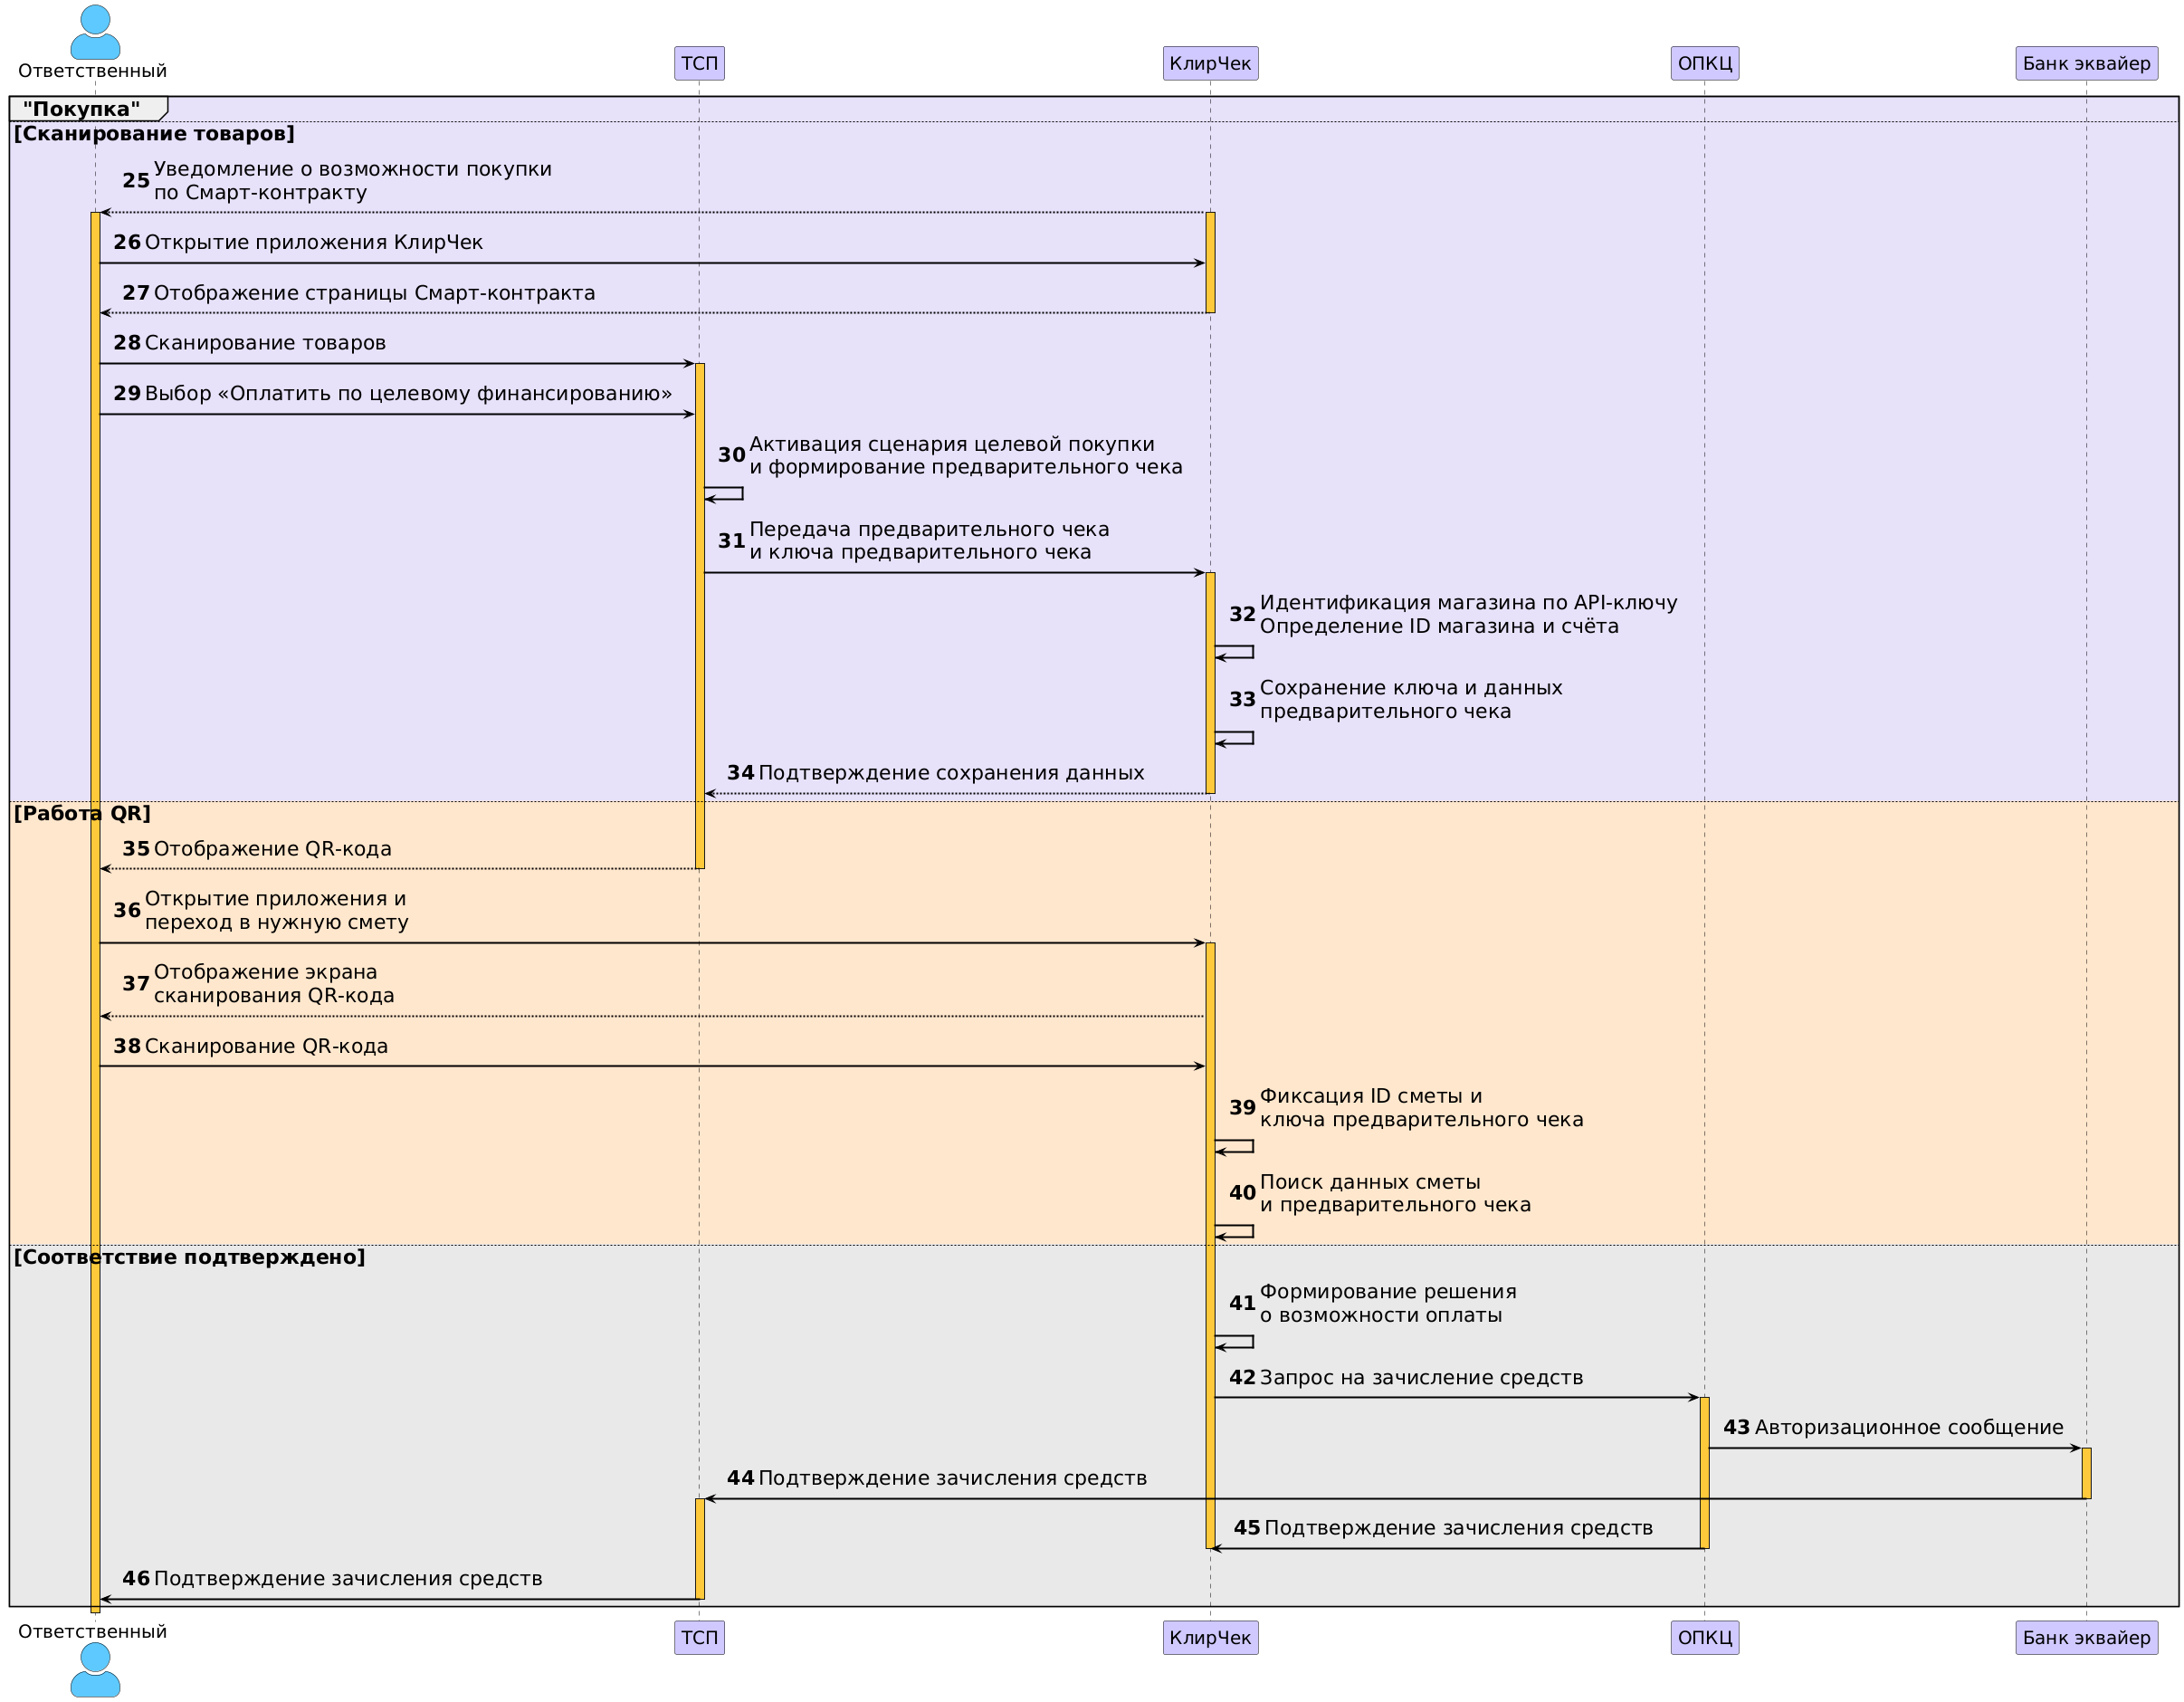 Ответственный
ТСП
КлирЧек
ОПКЦ
Банк эквайер
"Покупка"
[Сканирование товаров]
25 Уведомление о возможности покупки
по Смарт-контракту
26 Открытие приложения КлирЧек
27 Отображение страницы Смарт-контракта
28 Сканирование товаров
29 Выбор «Оплатить по целевому финансированию»
30 Активация сценария целевой покупки
и формирование предварительного чека
31 Передача предварительного чека
и ключа предварительного чека
32 Идентификация магазина по API-ключу
Определение ID магазина и счёта
33 Сохранение ключа и данных
предварительного чека
34 Подтверждение сохранения данных
[Работа QR]
35 Отображение QR-кода
36 Открытие приложения и
переход в нужную смету
37 Отображение экрана
сканирования QR-кода
38 Сканирование QR-кода
39 Фиксация ID сметы и
ключа предварительного чека
40 Поиск данных сметы
и предварительного чека
[Соответствие подтверждено]
41 Формирование решения
о возможности оплаты
42 Запрос на зачисление средств
43 Авторизационное сообщение
44 Подтверждение зачисления средств
45 Подтверждение зачисления средств
46 Подтверждение зачисления средств
Ответственный
ТСП
КлирЧек
ОПКЦ
Банк эквайер